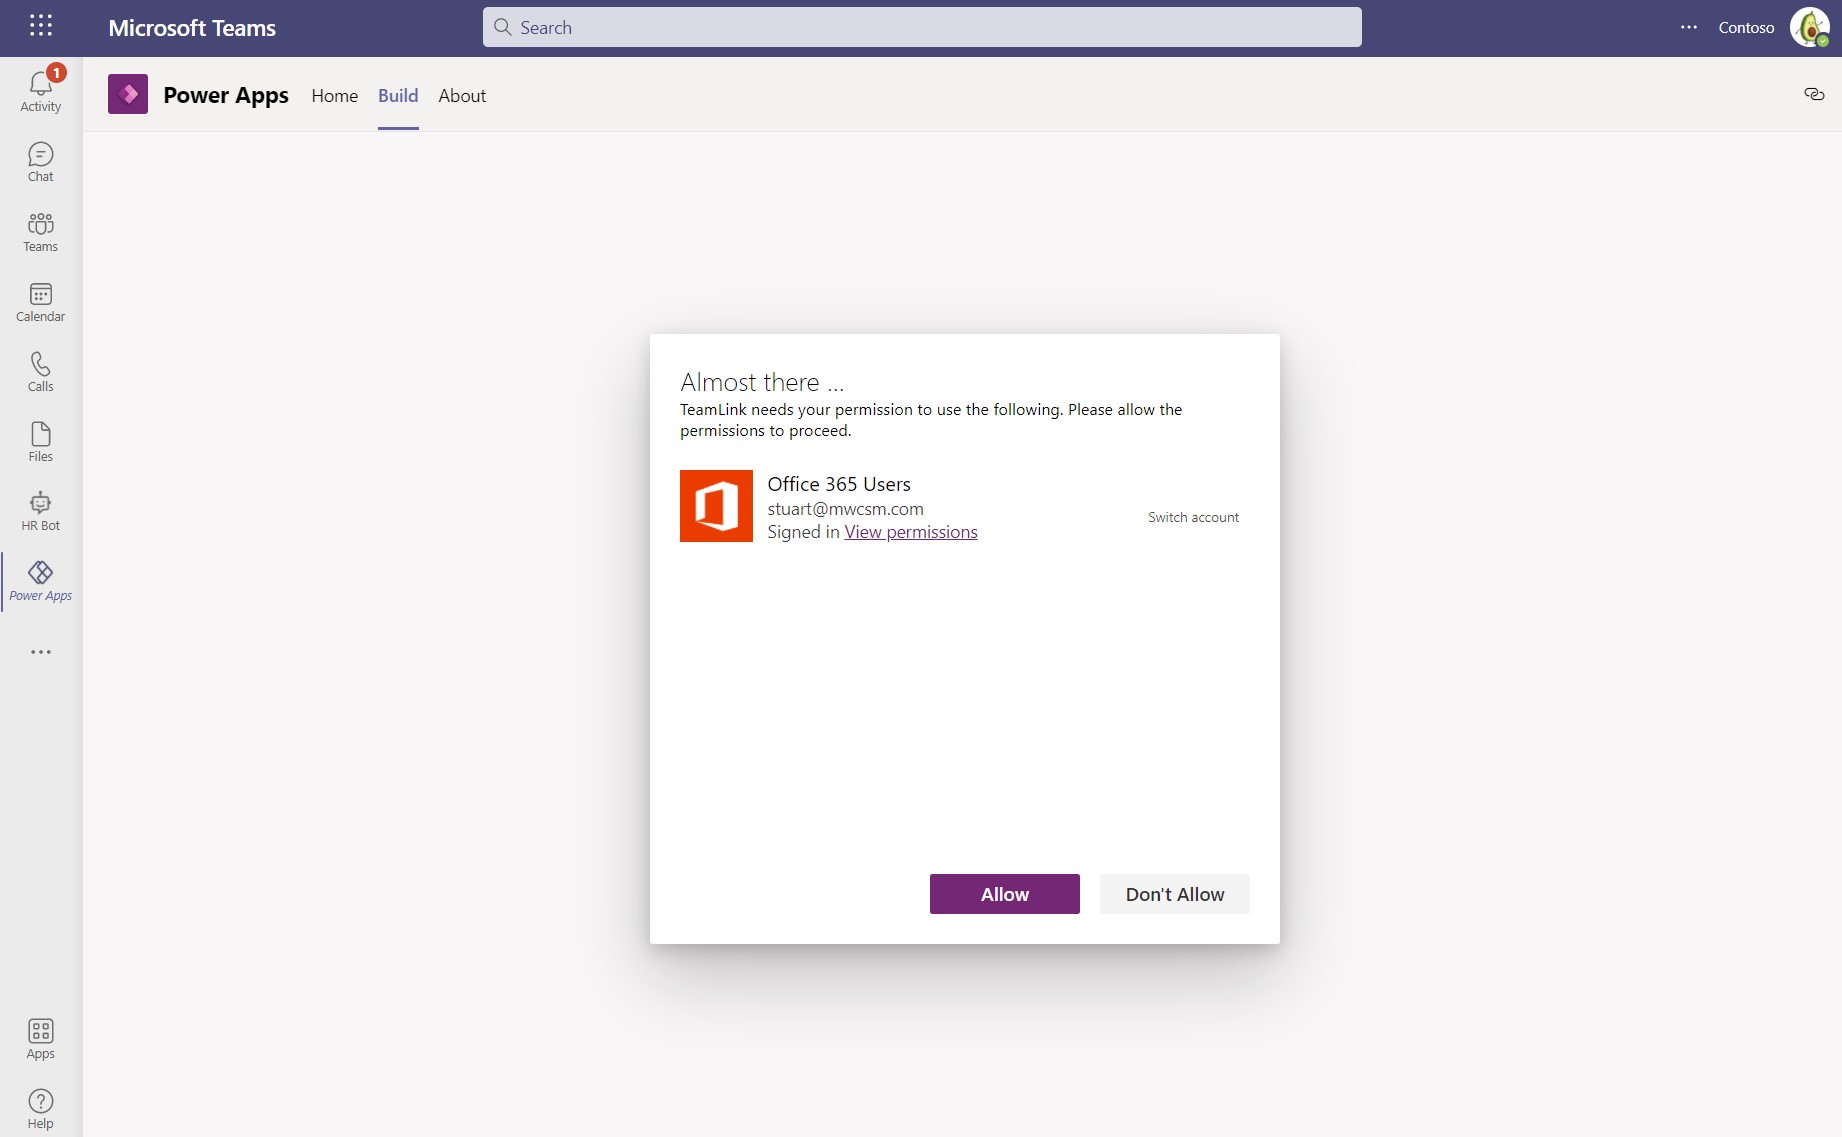 Microsoft Teams
Search
Contoso
1
Activity
Chat
Teams
Calendar
Calls
Files
HR Bot
Power Apps
Apps
Help
Power Apps Home Build About
Almost there ...
TeamLink needs your permission to use the following. Please allow the
permissions to proceed.
Office 365 Users
stuart@mwcsm.com
Signed in View permissions
Switch account
Allow
Don't Allow